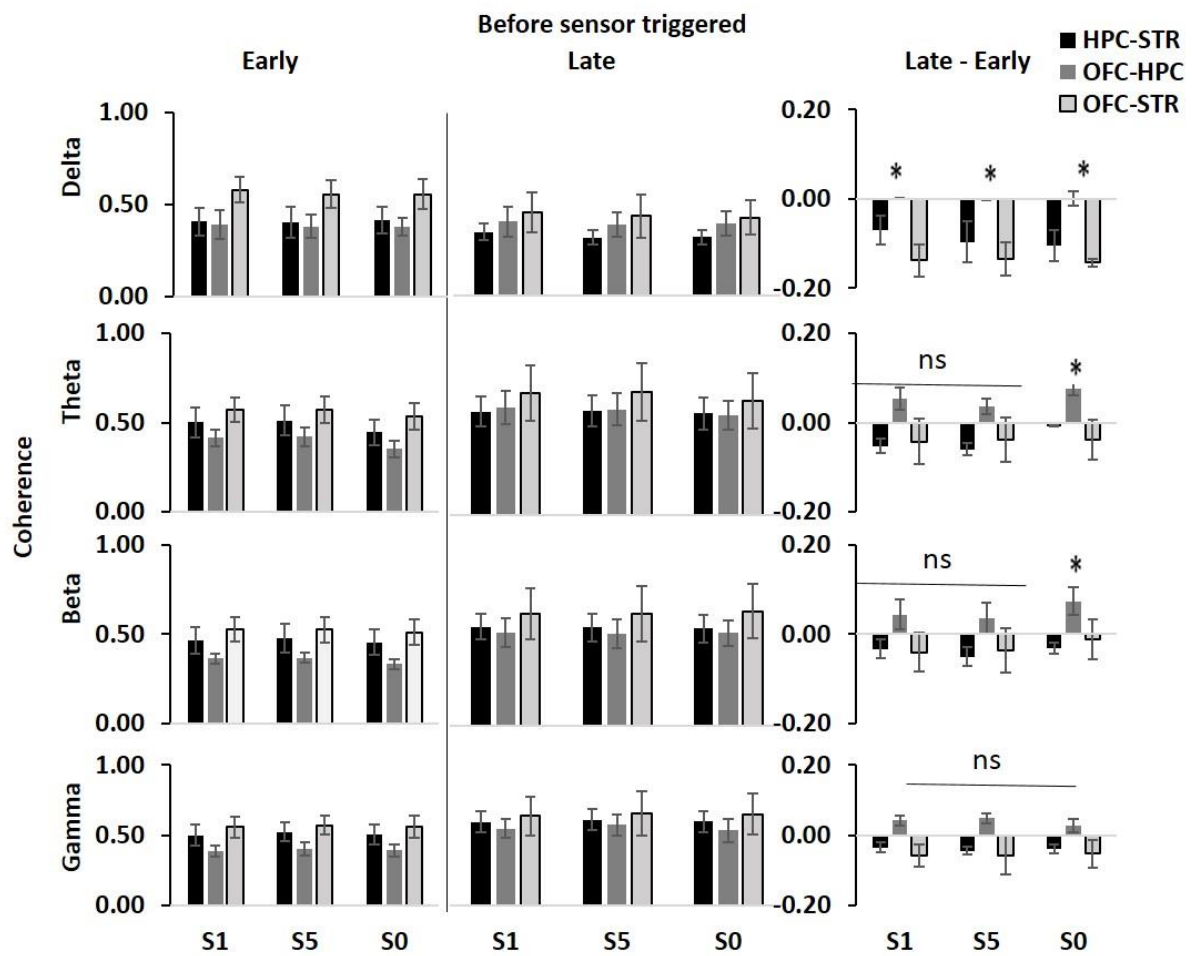 Before sensor triggered
Early Late Late - Early
HPC-STR
OFC-HPC
OFC-STR
Coherence
Delta
1.00
0.50
0.00
0.20
0.00
-0.20
* * *
Theta
1.00
0.50
0.00
0.20
0.00
-0.20
ns *
Beta
1.00
0.50
0.00
0.20
0.00
-0.20
ns *
Gamma
1.00
0.50
0.00
0.20
0.00
-0.20
ns
S1 S5 S0 S1 S5 S0 S1 S5 S0